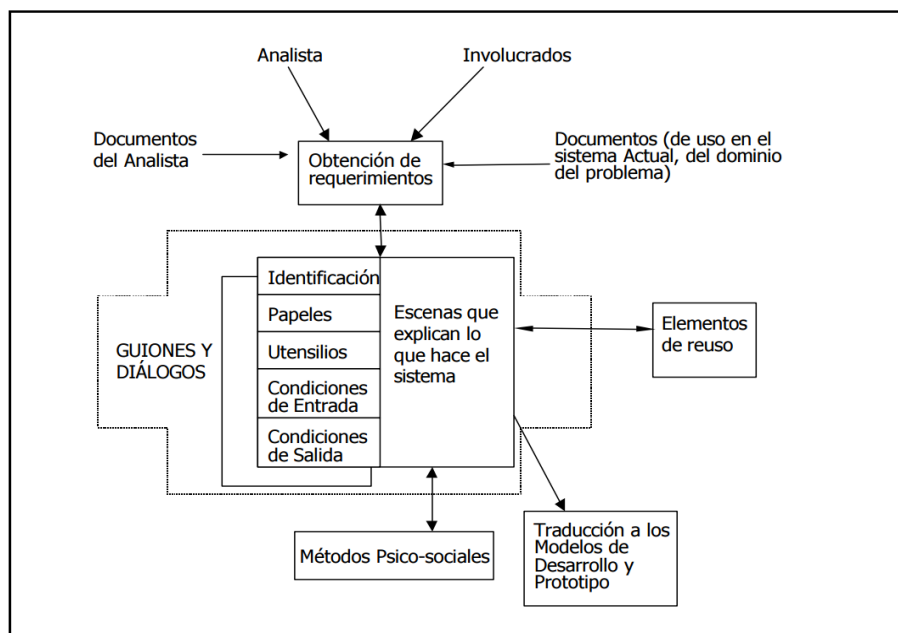 Analista
Involucrados
Documentos
del Analista
Obtención de
requerimientos
Documentos (de uso en el
sistema Actual, del dominio
del problema)
GUIONES Y
DIÁLOGOS
Identificación
Papeles
Utensilios
Condiciones
de Entrada
Condiciones
de Salida
Escenas que
explican lo
que hace el
sistema
Elementos
de reuso
Métodos Psico-sociales
Traducción a los
Modelos de
Desarrollo y
Prototipo